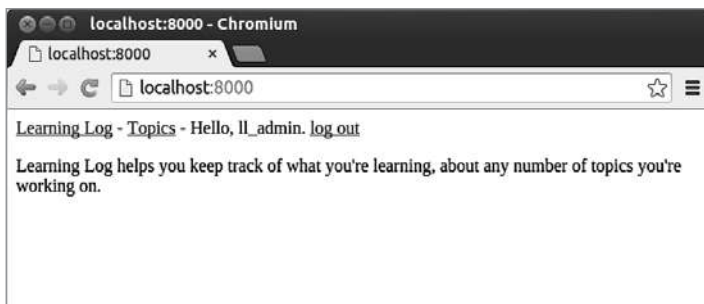 localhost:8000 - Chromium
localhost:8000
localhost:8000
Learning Log - Topics - Hello, ll_admin. log out
Learning Log helps you keep track of what you're learning, about any number of topics you're
working on.